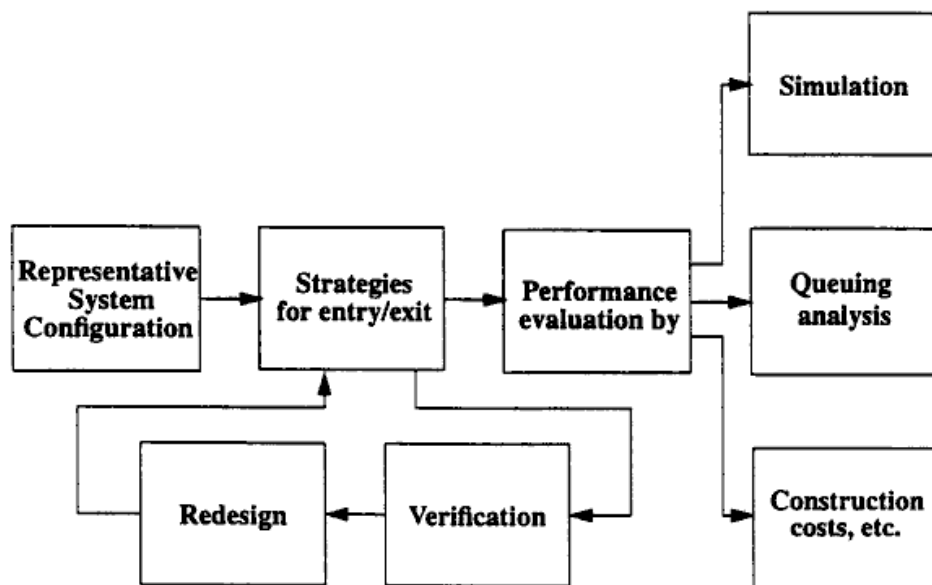 Simulation
Representative
System
Configuration
Strategies
for entry/exit
Performance
evaluation by
Queuing
analysis
Redesign
Verification
Construction
costs, etc.